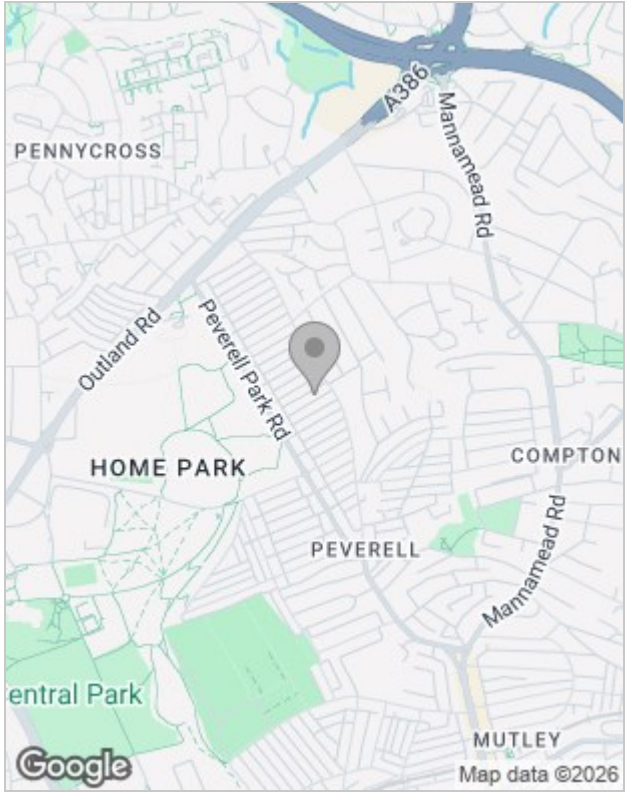 A386
Mannamead Rd
PENNYCROSS
Outland Rd
Peverell Park Rd
HOME PARK
COMPTON
PEVERELL
Mannamead Rd
entral Park
MUTLEY
Google
Map data ©2026